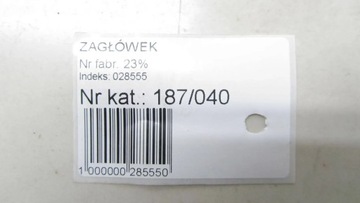 ZAGŁÓWEK
Nr fabr: 23%
Indeks: 028555
Nr kat.: 187/040
1 000000 285550